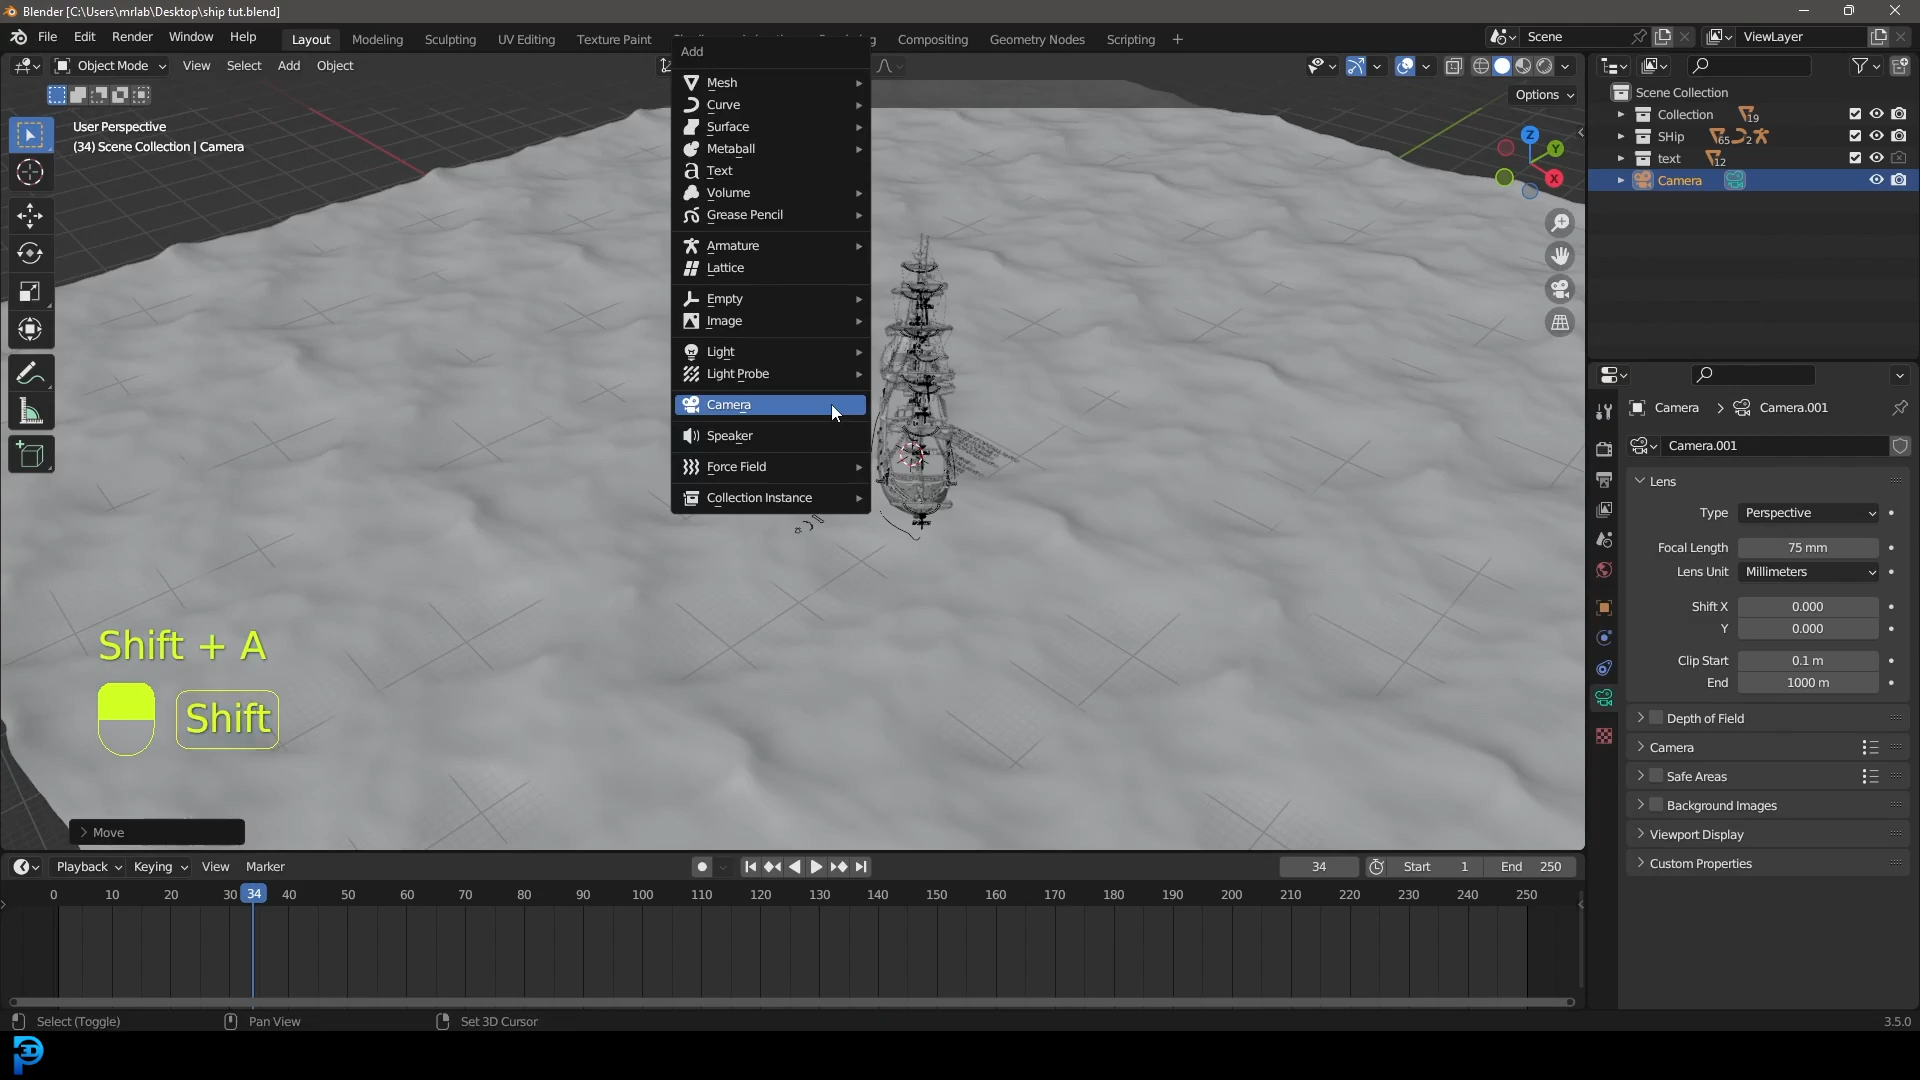 Blender [C:\Users\mrlab\Desktop\ship tut.blend]
File Edit Render Window Help
Layout Modeling Sculpting UV Editing Texture Paint Compositing Geometry Nodes Scripting +
Scene ViewLayer
Object Mode View Select Add Object
Options
User Perspective
(34) Scene Collection | Camera
Add
Mesh
Curve
Surface
Metaball
Text
Volume
Grease Pencil
Armature
Lattice
Empty
Image
Light
Light Probe
Camera
Speaker
Force Field
Collection Instance
Z
Y
X
Scene Collection
Collection 19
SHip 65 2
text 12
Camera
Camera > Camera.001
Camera.001
Lens
Type Perspective
Focal Length 75 mm
Lens Unit Millimeters
Shift X 0.000
Y 0.000
Clip Start 0.1 m
End 1000 m
Depth of Field
Camera
Safe Areas
Background Images
Viewport Display
Custom Properties
Shift + A
Shift
Move
Playback Keying View Marker
34 Start 1 End 250
0 10 20 30 34 40 50 60 70 80 90 100 110 120 130 140 150 160 170 180 190 200 210 220 230 240 250
Select (Toggle) Pan View Set 3D Cursor
3.5.0
3D